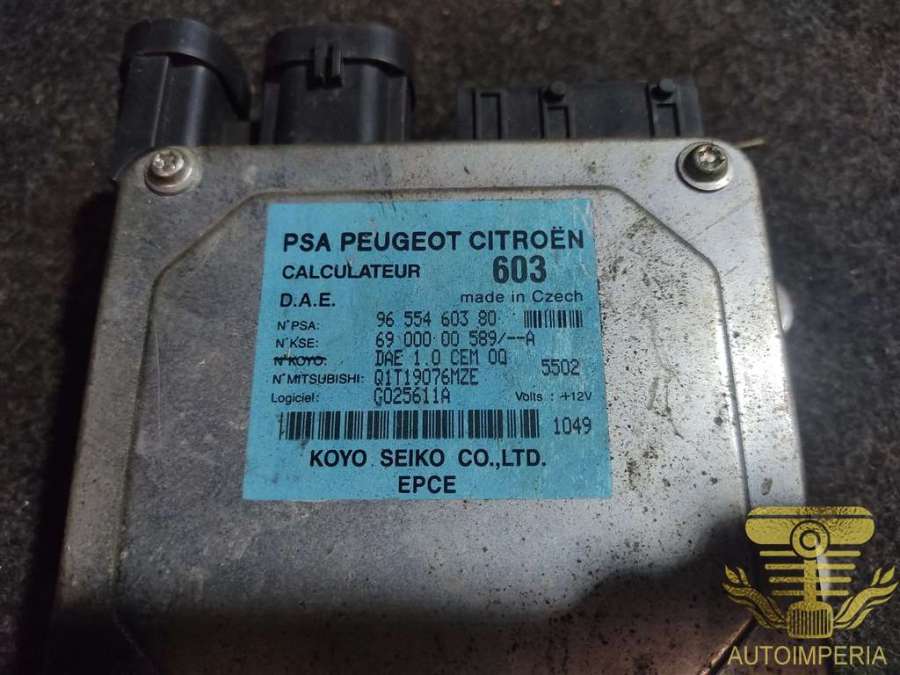 PSA PEUGEOT CITROËN
CALCULATEUR 603
D.A.E. made in Czech
N°PSA: 96 554 603 80
N°KSE: 69 000 00 589/--A
N°KOYO: DAE 1.0 CEM 0Q 5502
N°MITSUBISHI: Q1T19076MZE
Logiciel: G025611A Volts : +12V
1049
KOYO SEIKO CO.,LTD.
EPCE
AUTOIMPERIA